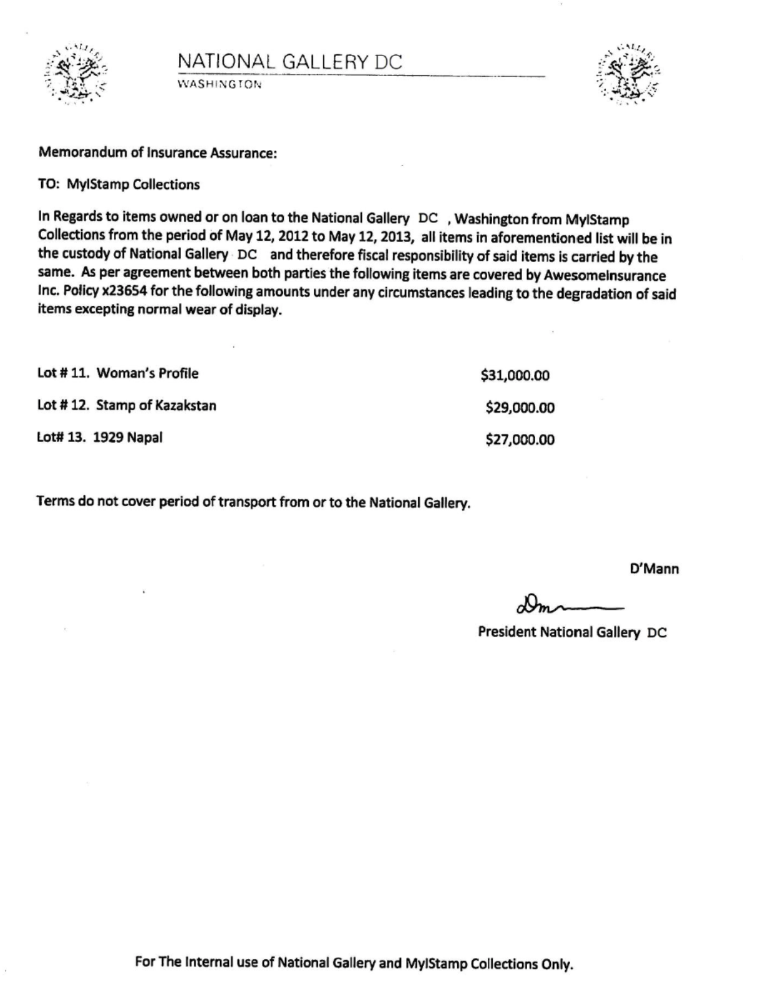 NATIONAL GALLERY DC
WASHINGTON
Memorandum of Insurance Assurance:
TO: MylStamp Collections
In Regards to items owned or on loan to the National Gallery DC , Washington from MylStamp
Collections from the period of May 12, 2012 to May 12, 2013, all items in aforementioned list will be in
the custody of National Gallery DC and therefore fiscal responsibility of said items is carried by the
same. As per agreement between both parties the following items are covered by AwesomeInsurance
Inc. Policy x23654 for the following amounts under any circumstances leading to the degradation of said
items excepting normal wear of display.
Lot # 11. Woman's Profile $31,000.00
Lot # 12. Stamp of Kazakstan $29,000.00
Lot# 13. 1929 Napal $27,000.00
Terms do not cover period of transport from or to the National Gallery.
D'Mann
President National Gallery DC
For The Internal use of National Gallery and MylStamp Collections Only.